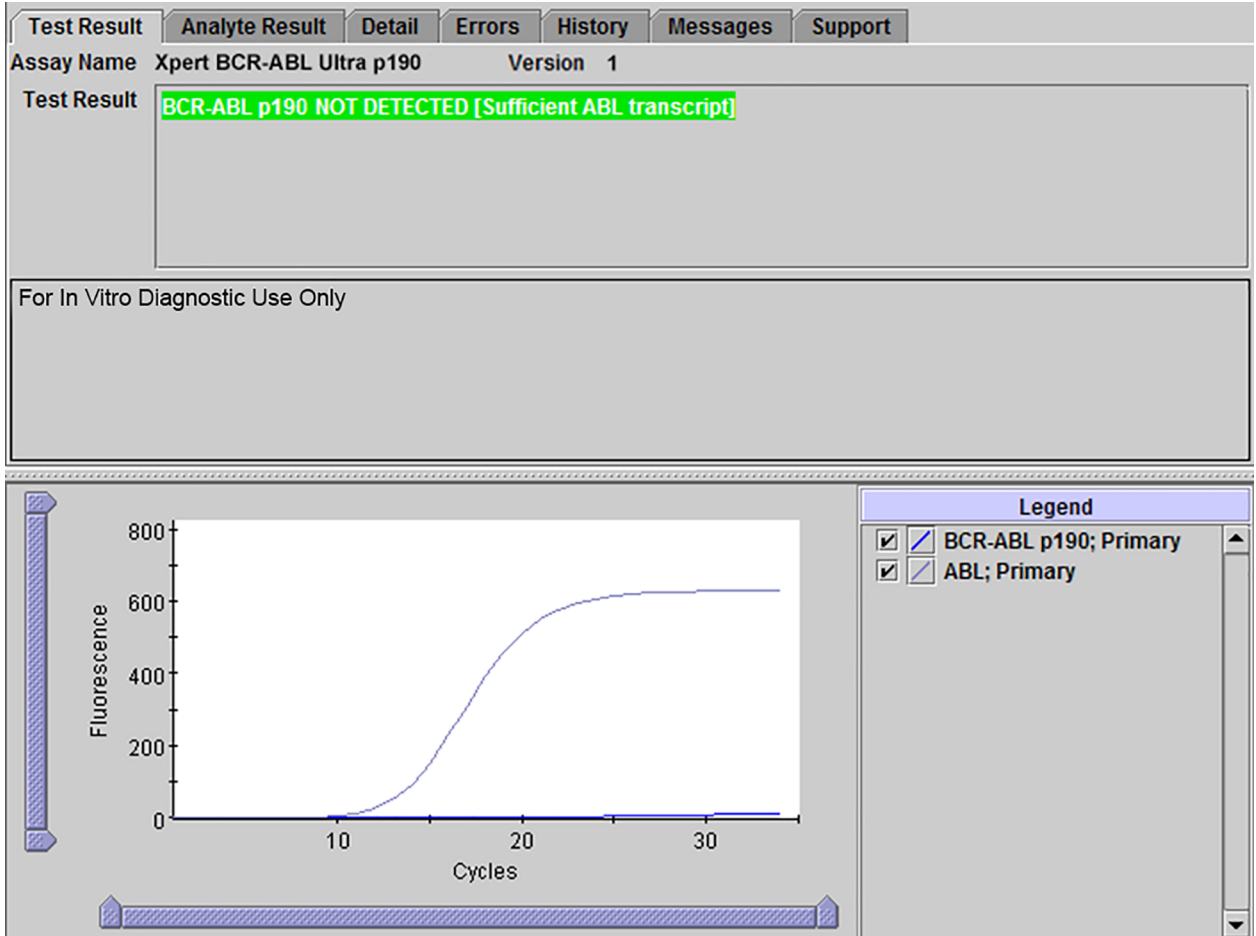 Test Result Analyte Result Detail Errors History Messages Support
Assay Name Xpert BCR-ABL Ultra p190 Version 1
Test Result BCR-ABL p190 NOT DETECTED [Sufficient ABL transcript]
For In Vitro Diagnostic Use Only
800
600
400
200
0
Fluorescence
10 20 30
Cycles
Legend
BCR-ABL p190; Primary
ABL; Primary